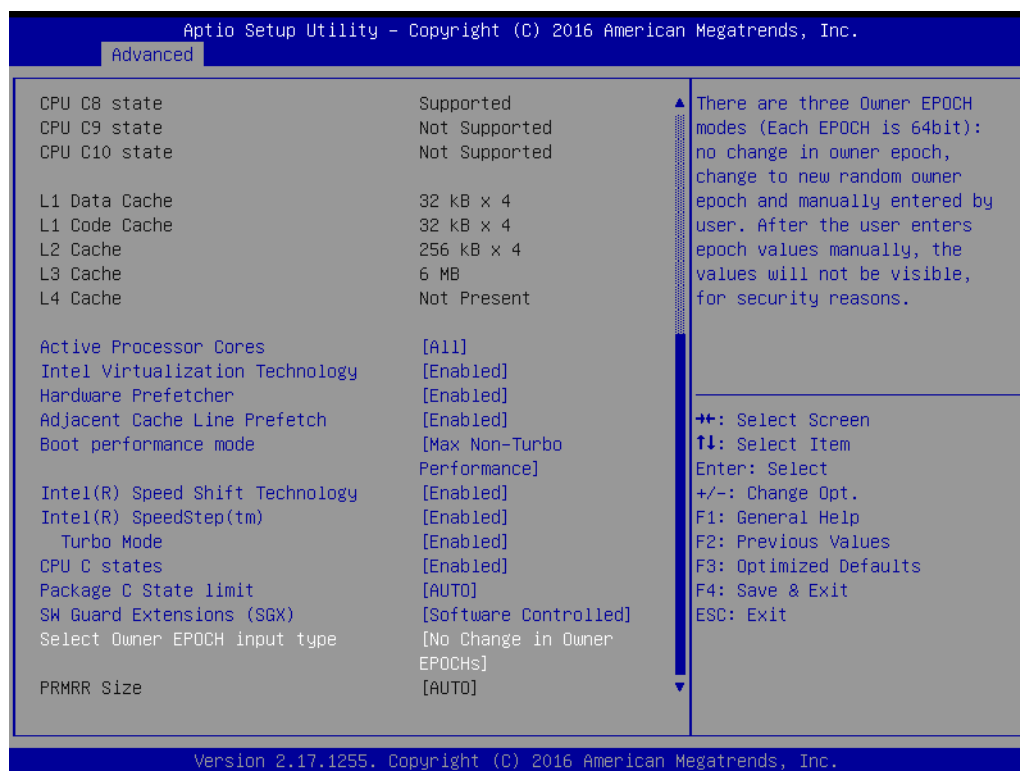 Aptio Setup Utility – Copyright (C) 2016 American Megatrends, Inc.
Advanced
CPU C8 state Supported
CPU C9 state Not Supported
CPU C10 state Not Supported
L1 Data Cache 32 kB x 4
L1 Code Cache 32 kB x 4
L2 Cache 256 kB x 4
L3 Cache 6 MB
L4 Cache Not Present
Active Processor Cores [All]
Intel Virtualization Technology [Enabled]
Hardware Prefetcher [Enabled]
Adjacent Cache Line Prefetch [Enabled]
Boot performance mode [Max Non-Turbo
Performance]
Intel(R) Speed Shift Technology [Enabled]
Intel(R) SpeedStep(tm) [Enabled]
Turbo Mode [Enabled]
CPU C states [Enabled]
Package C State limit [AUTO]
SW Guard Extensions (SGX) [Software Controlled]
Select Owner EPOCH input type [No Change in Owner
EPOCHs]
PRMRR Size [AUTO]
There are three Owner EPOCH
modes (Each EPOCH is 64bit):
no change in owner epoch,
change to new random owner
epoch and manually entered by
user. After the user enters
epoch values manually, the
values will not be visible,
for security reasons.
→←: Select Screen
↑↓: Select Item
Enter: Select
+/-: Change Opt.
F1: General Help
F2: Previous Values
F3: Optimized Defaults
F4: Save & Exit
ESC: Exit
Version 2.17.1255. Copyright (C) 2016 American Megatrends, Inc.